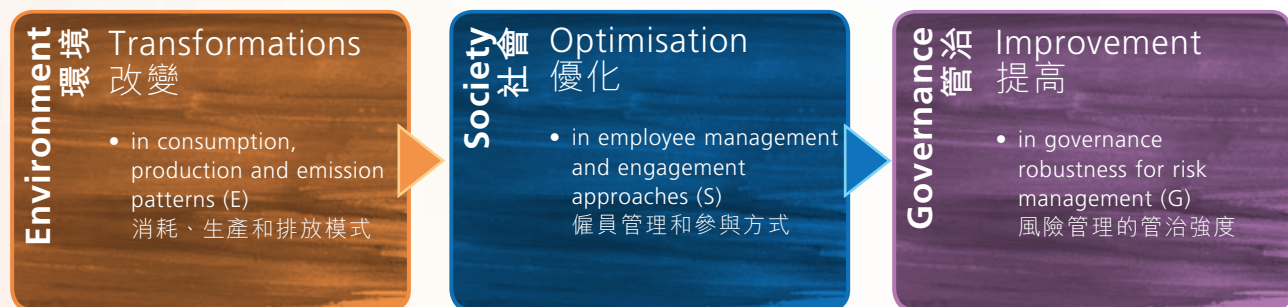 Environment
環境
Transformations
改變
• in consumption,
production and emission
patterns (E)
消耗、生產和排放模式
Society
社會
Optimisation
優化
• in employee management
and engagement
approaches (S)
僱員管理和參與方式
Governance
管治
Improvement
提高
• in governance
robustness for risk
management (G)
風險管理的管治強度